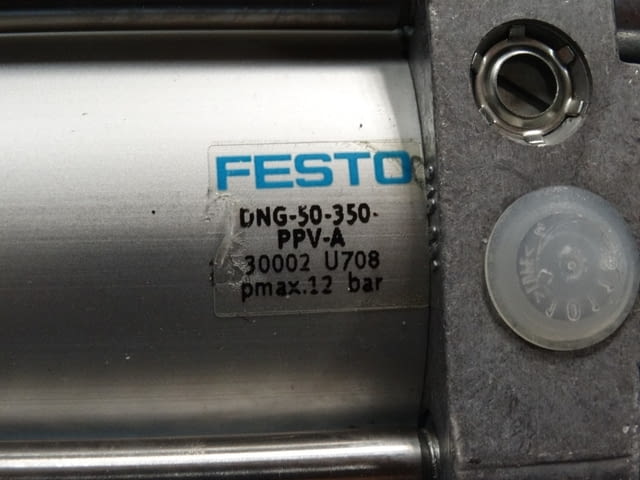 FESTO
DNG-50-350-
PPV-A
30002 U708
pmax.12 bar